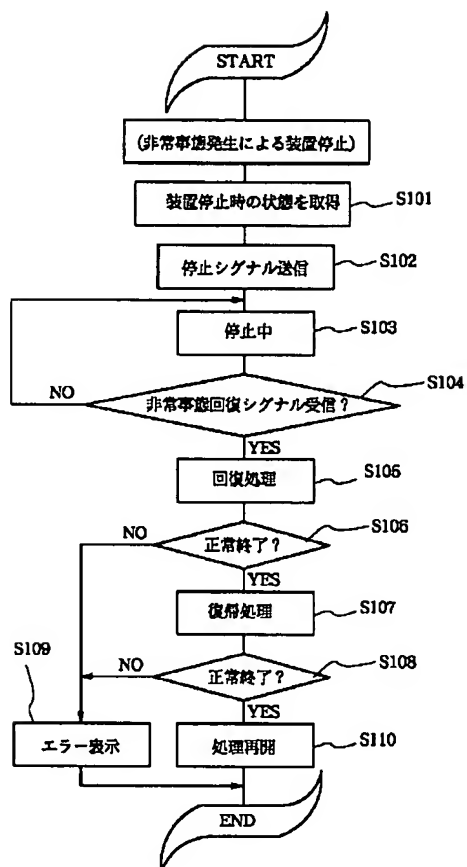 START
(非常事態発生による装置停止)
装置停止時の状態を取得
S101
停止シグナル送信
S102
停止中
S103
非常事態回復シグナル受信?
S104
NO
YES
回復処理
S105
正常終了?
S106
NO
YES
復帰処理
S107
正常終了?
S108
NO
YES
S109
エラー表示
処理再開
S110
END